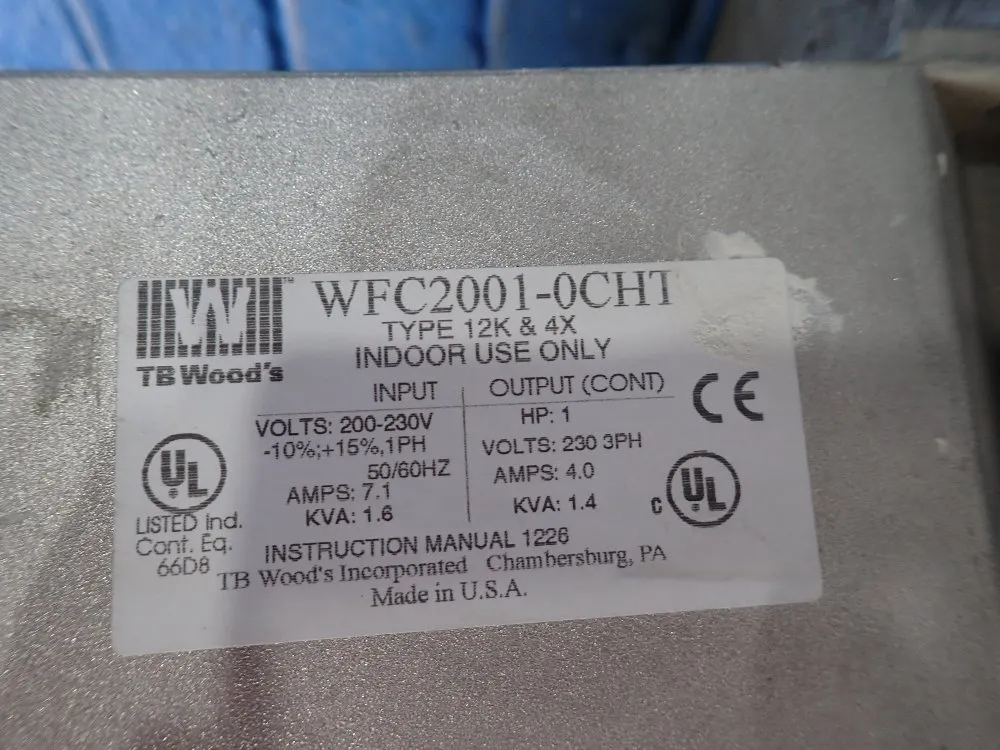 WFC2001-0CHT
TYPE 12K & 4X
INDOOR USE ONLY
TB Wood's
INPUT
VOLTS: 200-230V
-10%;+15%,1PH
50/60HZ
AMPS: 7.1
KVA: 1.6
OUTPUT (CONT)
HP: 1
VOLTS: 230 3PH
AMPS: 4.0
KVA: 1.4
CE
UL
LISTED Ind.
Cont. Eq.
66D8
C UL
INSTRUCTION MANUAL 1226
TB Wood's Incorporated Chambersburg, PA
Made in U.S.A.